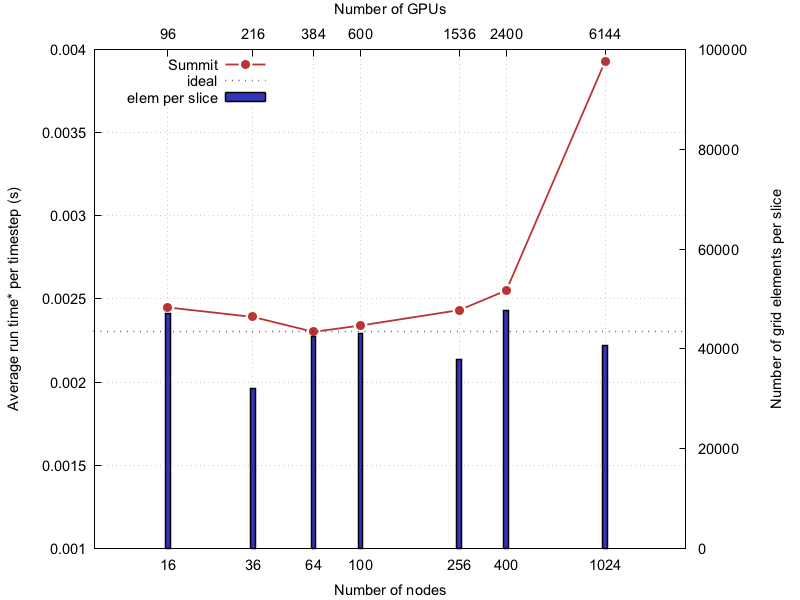 Number of GPUs
96 216 384 600 1536 2400 6144
Summit
ideal
elem per slice
Average run time* per timestep (s)
0.004
0.0035
0.003
0.0025
0.002
0.0015
0.001
100000
80000
60000
40000
20000
0
Number of grid elements per slice
16 36 64 100 256 400 1024
Number of nodes